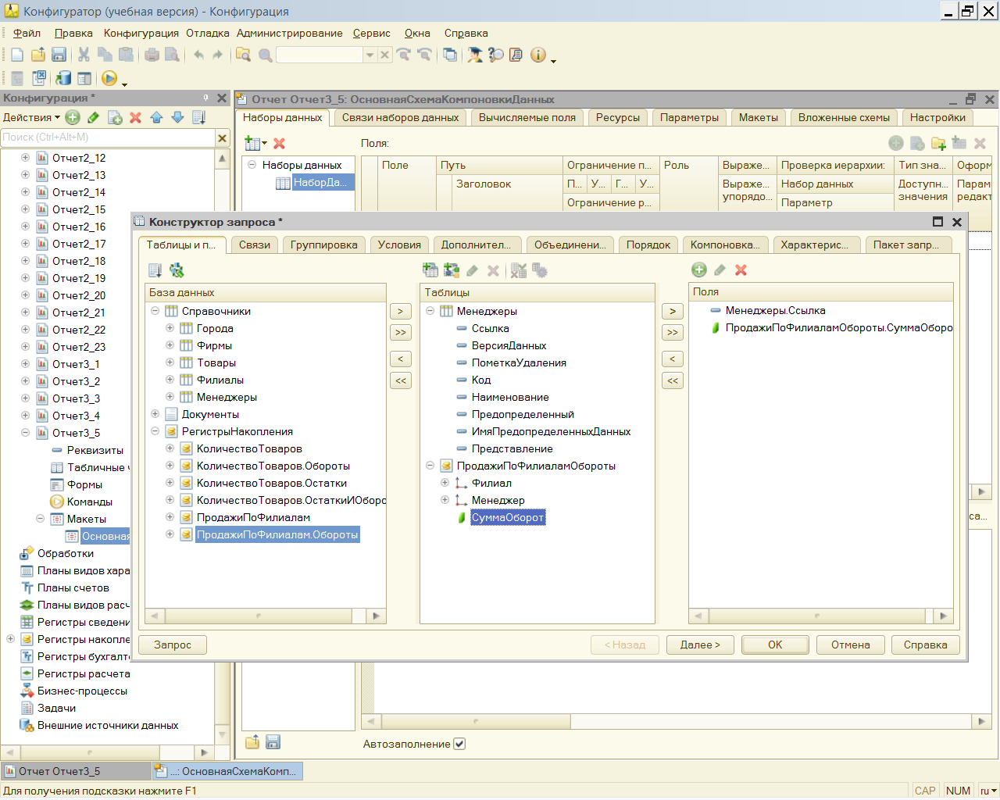 Конфигуратор (учебная версия) - Конфигурация
Файл Правка Конфигурация Отладка Администрирование Сервис Окна Справка
Конфигурация *
Действия
Поиск (Ctrl+Alt+M)
Отчет2_12
Отчет2_13
Отчет2_14
Отчет2_15
Отчет2_16
Отчет2_17
Отчет2_18
Отчет2_19
Отчет2_20
Отчет2_21
Отчет2_22
Отчет2_23
Отчет3_1
Отчет3_2
Отчет3_3
Отчет3_4
Отчет3_5
Реквизиты
Табличные
Формы
Команды
Макеты
Основная
Обработки
Планы видов хара
Планы счетов
Планы видов расч
Регистры сведени
Регистры накопле
Регистры бухгалт
Регистры расчета
Бизнес-процессы
Задачи
Внешние источники данных
Отчет Отчет3_5: ОсновнаяСхемаКомпоновкиДанных
Наборы данных Связи наборов данных Вычисляемые поля Ресурсы Параметры Макеты Вложенные схемы Настройки
Поля:
Наборы данных
НаборДа...
Поле Путь Ограничение п... Роль Выраже... Проверка иерархии: Тип зна... Оформ
Заголовок П... У... Г... У... Выраже... Набор данных Доступн... Парам
упорядо... значения редакт
Ограничение р... Параметр
Конструктор запроса *
Таблицы и п... Связи Группировка Условия Дополнител... Объединени... Порядок Компоновка... Характерис... Пакет запр...
База данных
Справочники
Города
Фирмы
Товары
Филиалы
Менеджеры
Документы
РегистрыНакопления
КоличествоТоваров
КоличествоТоваров.Обороты
КоличествоТоваров.Остатки
КоличествоТоваров.ОстаткиИОборо
ПродажиПоФилиалам
ПродажиПоФилиалам.Обороты
>
>>
<
<<
Таблицы
Менеджеры
Ссылка
ВерсияДанных
ПометкаУдаления
Код
Наименование
Предопределенный
ИмяПредопределенныхДанных
Представление
ПродажиПоФилиаламОбороты
Филиал
Менеджер
СуммаОборот
>
>>
<
<<
Поля
Менеджеры.Ссылка
ПродажиПоФилиаламОбороты.СуммаОборо
са...
Запрос < Назад Далее > OK Отмена Справка
Автозаполнение
Отчет Отчет3_5 ...: ОсновнаяСхемаКомп...
Для получения подсказки нажмите F1 CAP NUM ru